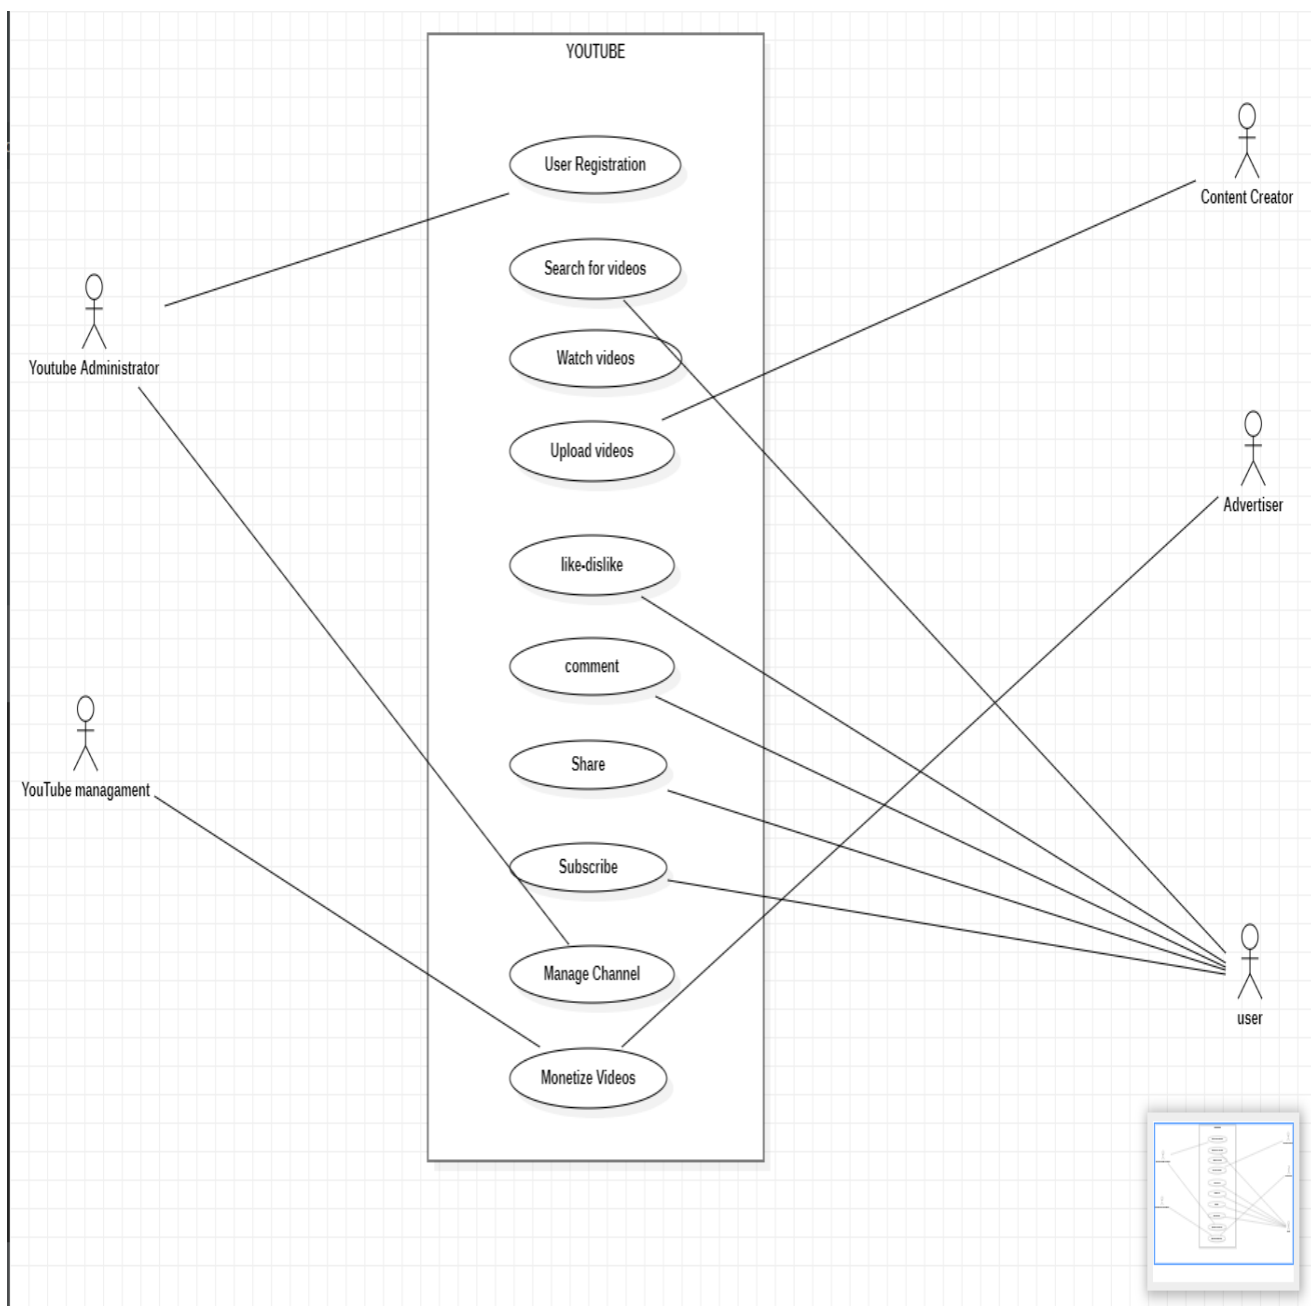 YOUTUBE
User Registration
Content Creator
Search for videos
Watch videos
Youtube Administrator
Upload videos
Advertiser
like-dislike
comment
Share
YouTube managament
Subscribe
Manage Channel
user
Monetize Videos